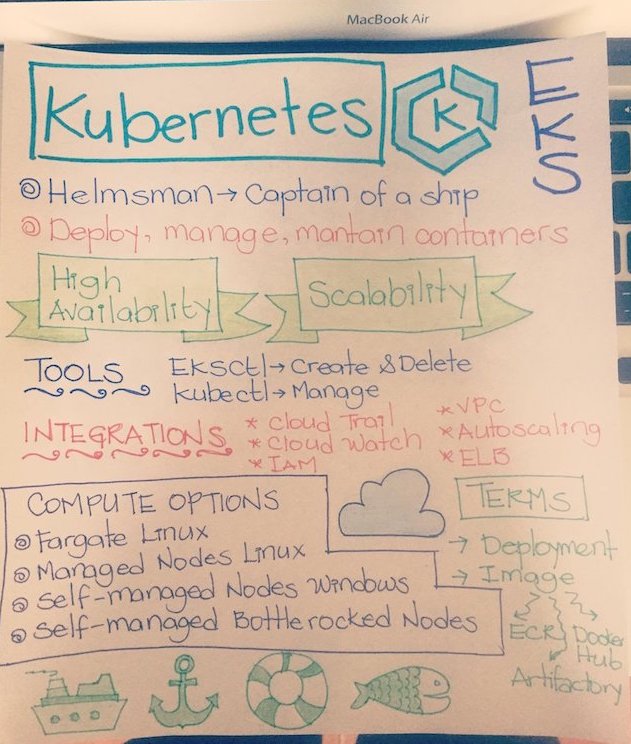 MacBook Air
Kubernetes
K
EKS
Helmsman → Captain of a ship
Deploy, manage, mantain containers
High
Availability
Scalability
TOOLS
EKSctl → Create & Delete
kubectl → Manage
INTEGRATIONS
* Cloud Trail
* Cloud Watch
* IAM
* VPC
* Autoscaling
* ELB
COMPUTE OPTIONS
Fargate Linux
Managed Nodes Linux
Self-managed Nodes Windows
Self-managed Bottlerocked Nodes
TERMS
→ Deployment
→ Image
ECR
Docker
Hub
Artifactory